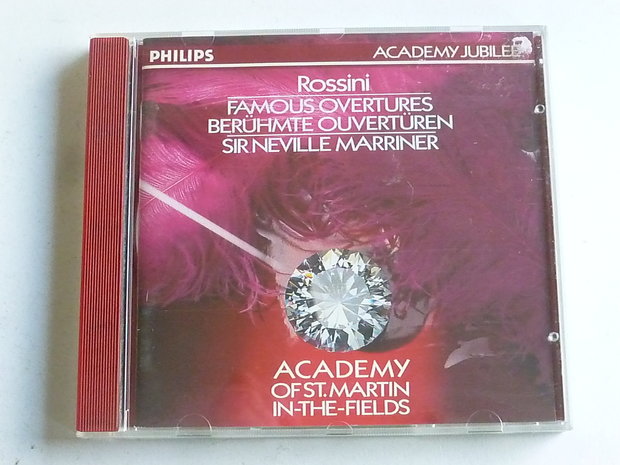 PHILIPS
ACADEMY JUBILEE
Rossini
FAMOUS OVERTURES
BERÜHMTE OUVERTÜREN
SIR NEVILLE MARRINER
ACADEMY
OF ST. MARTIN
IN-THE-FIELDS